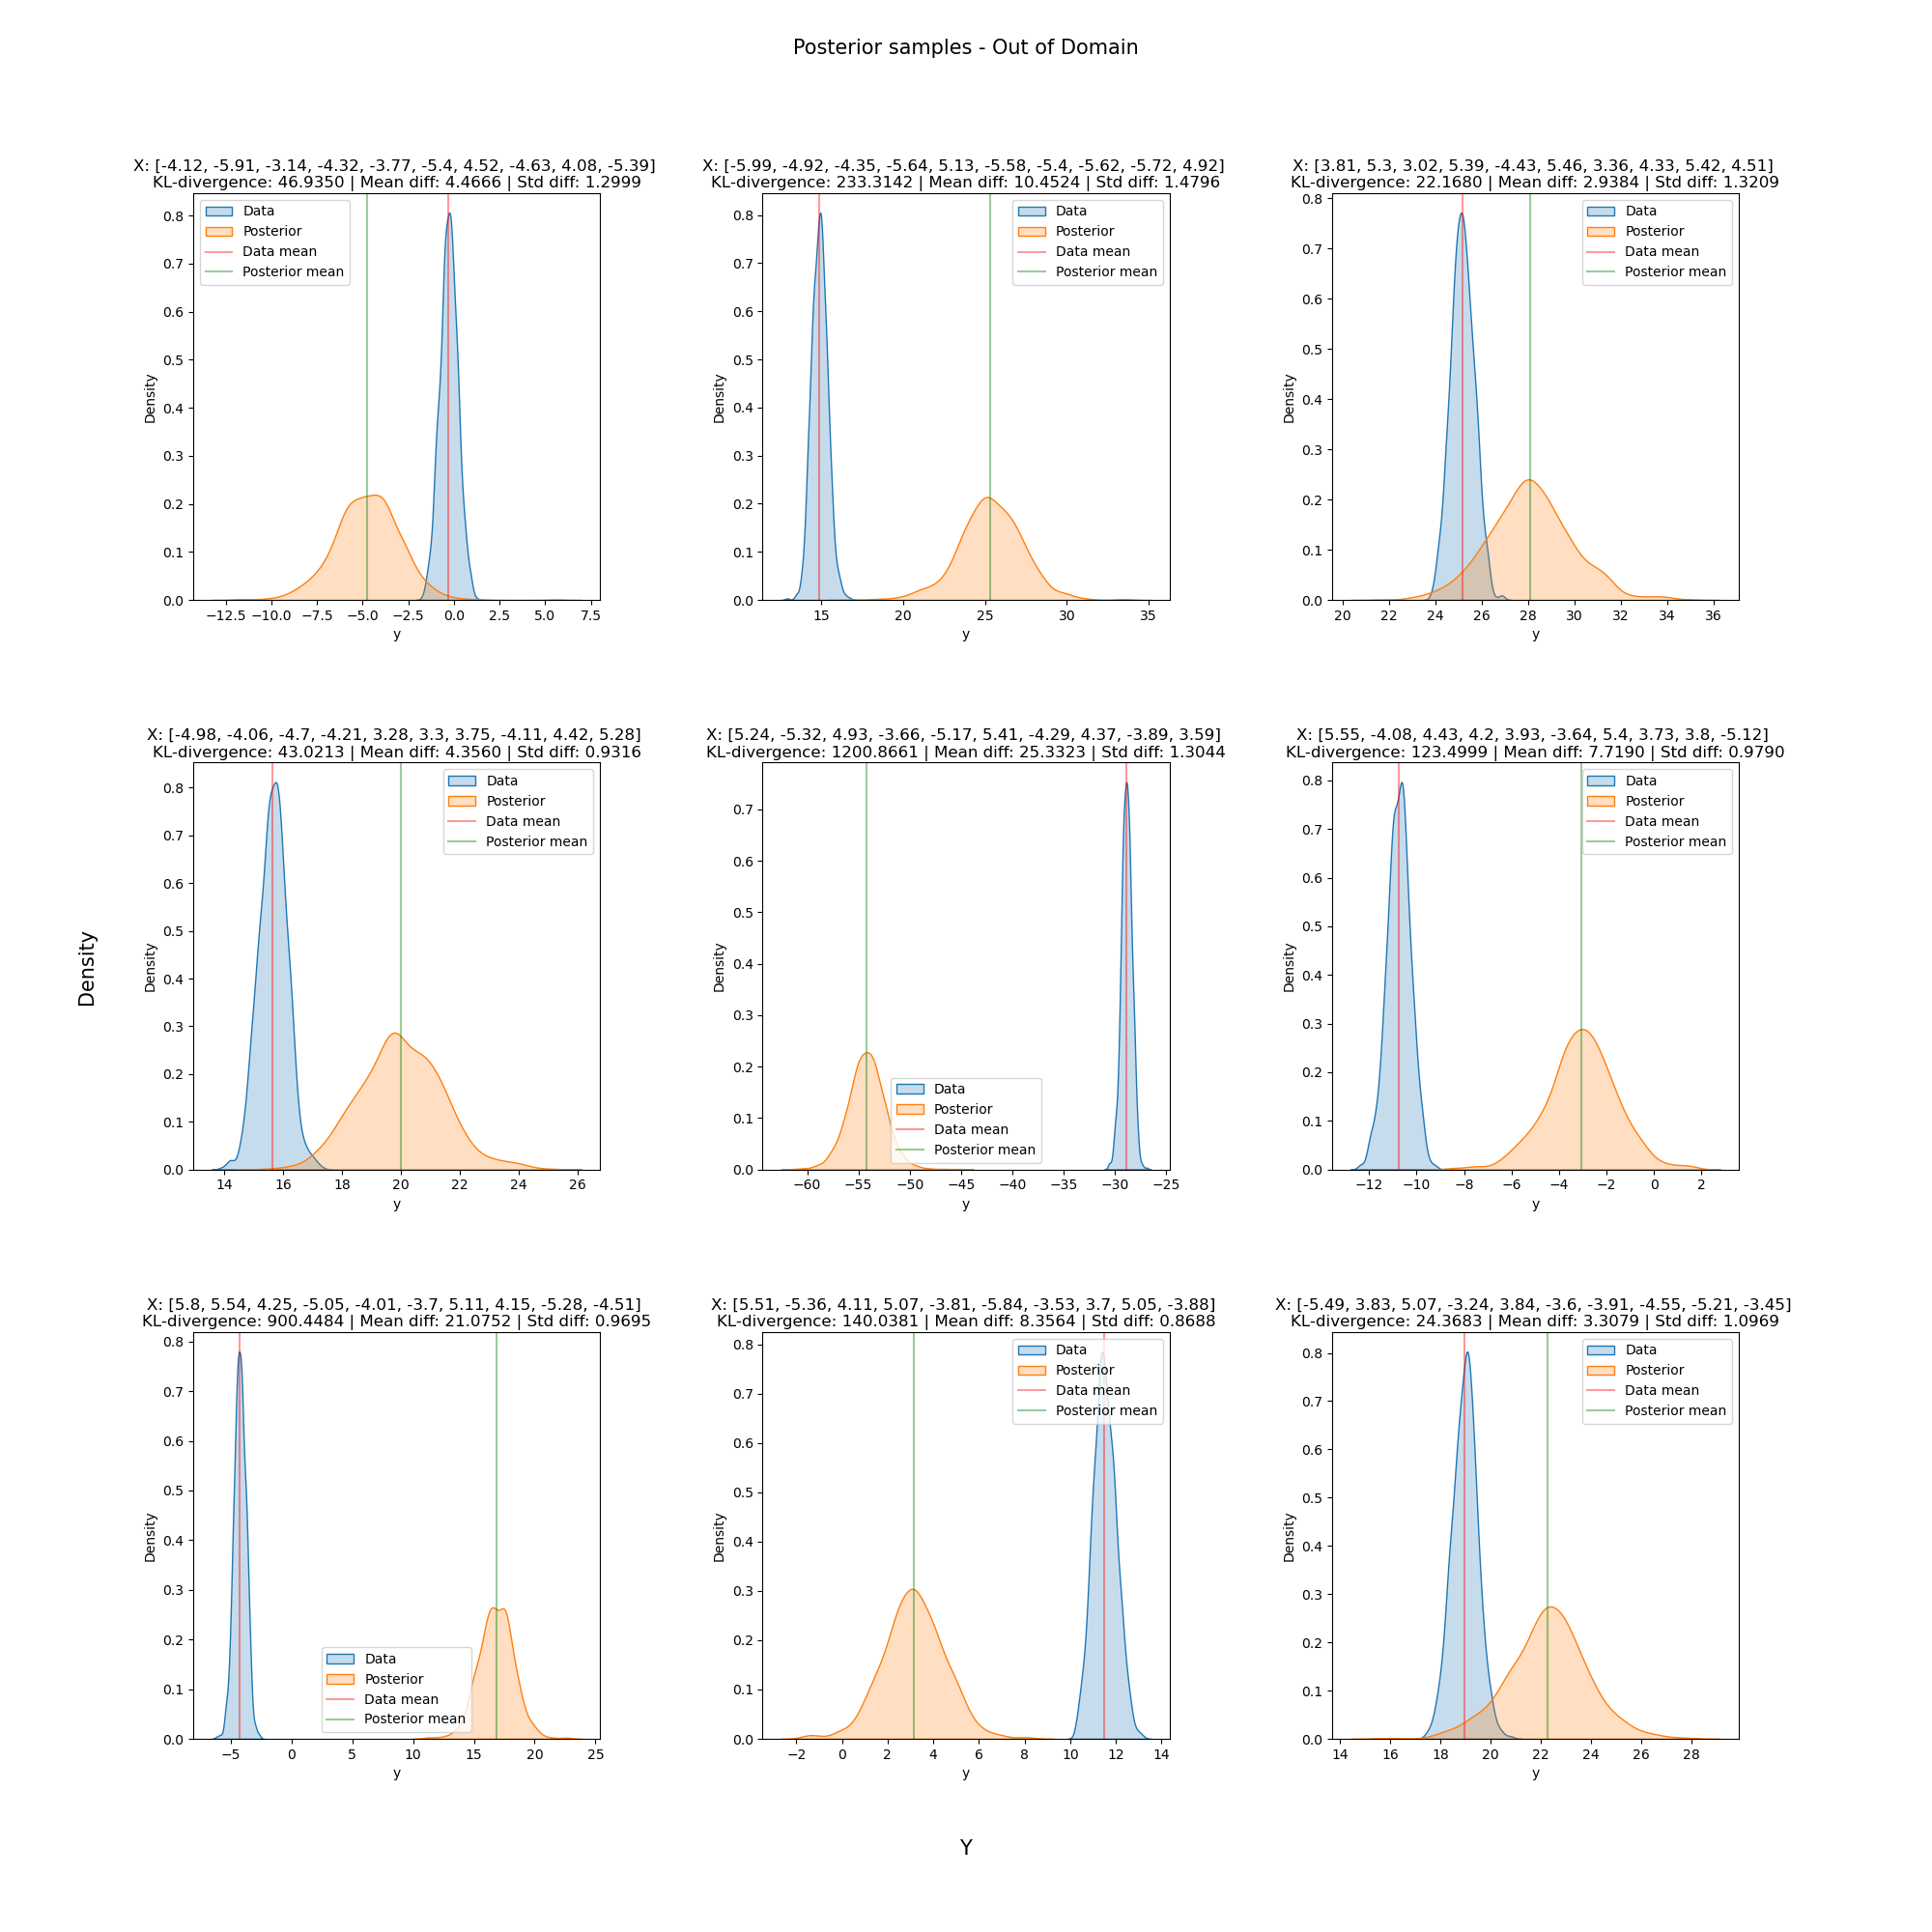 Posterior samples - Out of Domain
X: [-4.12, -5.91, -3.14, -4.32, -3.77, -5.4, 4.52, -4.63, 4.08, -5.39]
KL-divergence: 46.9350 | Mean diff: 4.4666 | Std diff: 1.2999
Data
Posterior
Data mean
Posterior mean
Density
0.8
0.7
0.6
0.5
0.4
0.3
0.2
0.1
0.0
−12.5 −10.0 −7.5 −5.0 −2.5 0.0 2.5 5.0 7.5
y
X: [-5.99, -4.92, -4.35, -5.64, 5.13, -5.58, -5.4, -5.62, -5.72, 4.92]
KL-divergence: 233.3142 | Mean diff: 10.4524 | Std diff: 1.4796
Data
Posterior
Data mean
Posterior mean
Density
0.8
0.7
0.6
0.5
0.4
0.3
0.2
0.1
0.0
15 20 25 30 35
y
X: [3.81, 5.3, 3.02, 5.39, -4.43, 5.46, 3.36, 4.33, 5.42, 4.51]
KL-divergence: 22.1680 | Mean diff: 2.9384 | Std diff: 1.3209
Data
Posterior
Data mean
Posterior mean
Density
0.8
0.7
0.6
0.5
0.4
0.3
0.2
0.1
0.0
20 22 24 26 28 30 32 34 36
y
X: [-4.98, -4.06, -4.7, -4.21, 3.28, 3.3, 3.75, -4.11, 4.42, 5.28]
KL-divergence: 43.0213 | Mean diff: 4.3560 | Std diff: 0.9316
Data
Posterior
Data mean
Posterior mean
Density
Density
0.8
0.7
0.6
0.5
0.4
0.3
0.2
0.1
0.0
14 16 18 20 22 24 26
y
X: [5.24, -5.32, 4.93, -3.66, -5.17, 5.41, -4.29, 4.37, -3.89, 3.59]
KL-divergence: 1200.8661 | Mean diff: 25.3323 | Std diff: 1.3044
Density
0.7
0.6
0.5
0.4
0.3
0.2
0.1
0.0
Data
Posterior
Data mean
Posterior mean
−60 −55 −50 −45 −40 −35 −30 −25
y
X: [5.55, -4.08, 4.43, 4.2, 3.93, -3.64, 5.4, 3.73, 3.8, -5.12]
KL-divergence: 123.4999 | Mean diff: 7.7190 | Std diff: 0.9790
Data
Posterior
Data mean
Posterior mean
Density
0.8
0.7
0.6
0.5
0.4
0.3
0.2
0.1
0.0
−12 −10 −8 −6 −4 −2 0 2
y
X: [5.8, 5.54, 4.25, -5.05, -4.01, -3.7, 5.11, 4.15, -5.28, -4.51]
KL-divergence: 900.4484 | Mean diff: 21.0752 | Std diff: 0.9695
Density
0.8
0.7
0.6
0.5
0.4
0.3
0.2
0.1
0.0
Data
Posterior
Data mean
Posterior mean
−5 0 5 10 15 20 25
y
X: [5.51, -5.36, 4.11, 5.07, -3.81, -5.84, -3.53, 3.7, 5.05, -3.88]
KL-divergence: 140.0381 | Mean diff: 8.3564 | Std diff: 0.8688
Data
Posterior
Data mean
Posterior mean
Density
0.8
0.7
0.6
0.5
0.4
0.3
0.2
0.1
0.0
−2 0 2 4 6 8 10 12 14
y
X: [-5.49, 3.83, 5.07, -3.24, 3.84, -3.6, -3.91, -4.55, -5.21, -3.45]
KL-divergence: 24.3683 | Mean diff: 3.3079 | Std diff: 1.0969
Data
Posterior
Data mean
Posterior mean
Density
0.8
0.7
0.6
0.5
0.4
0.3
0.2
0.1
0.0
14 16 18 20 22 24 26 28
y
Y